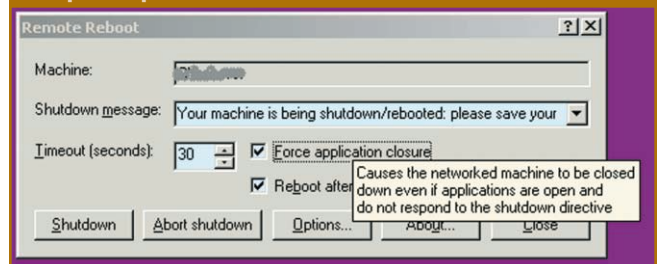 Remote Reboot
Machine:
Shutdown message: Your machine is being shutdown/rebooted: please save your
Timeout (seconds): 30 Force application closure
Reboot after
Causes the networked machine to be closed
down even if applications are open and
do not respond to the shutdown directive
Shutdown Abort shutdown Options... About... Close